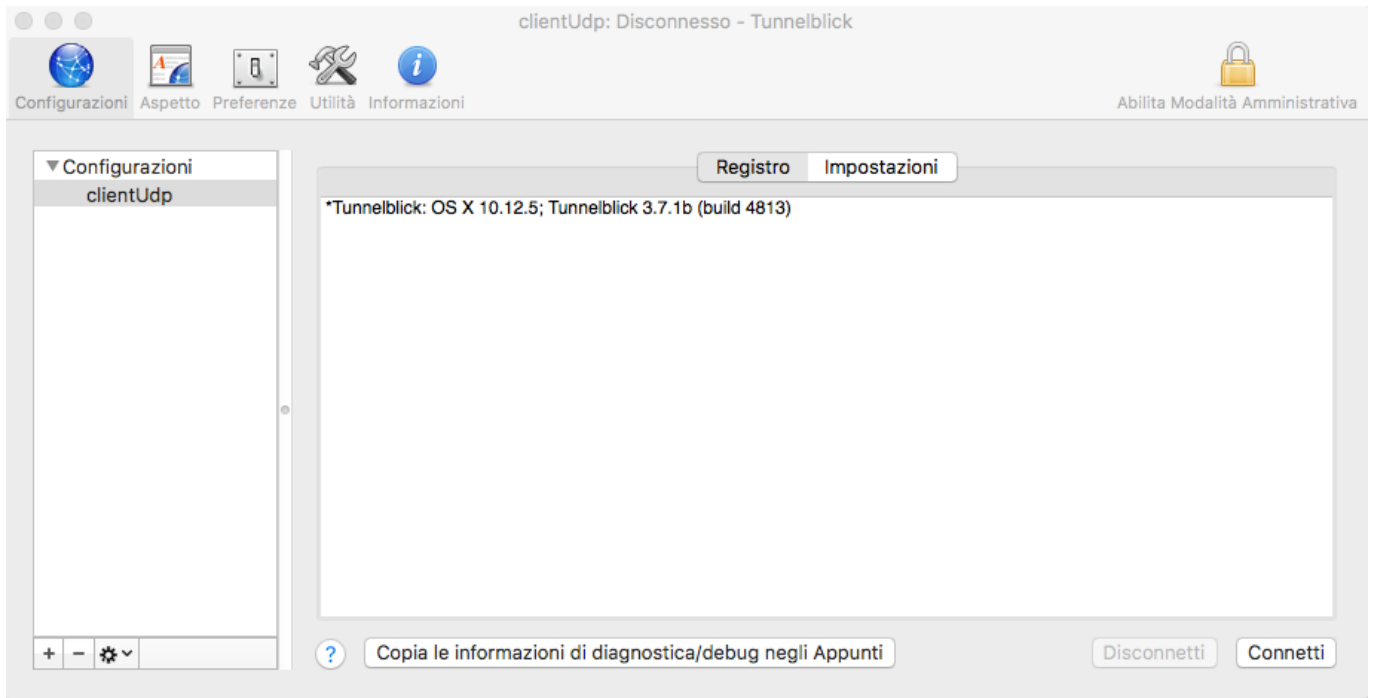 clientUdp: Disconnesso - Tunnelblick
Configurazioni Aspetto Preferenze Utilità Informazioni
Abilita Modalità Amministrativa
Configurazioni
clientUdp
Registro Impostazioni
*Tunnelblick: OS X 10.12.5; Tunnelblick 3.7.1b (build 4813)
+ −
? Copia le informazioni di diagnostica/debug negli Appunti Disconnetti Connetti